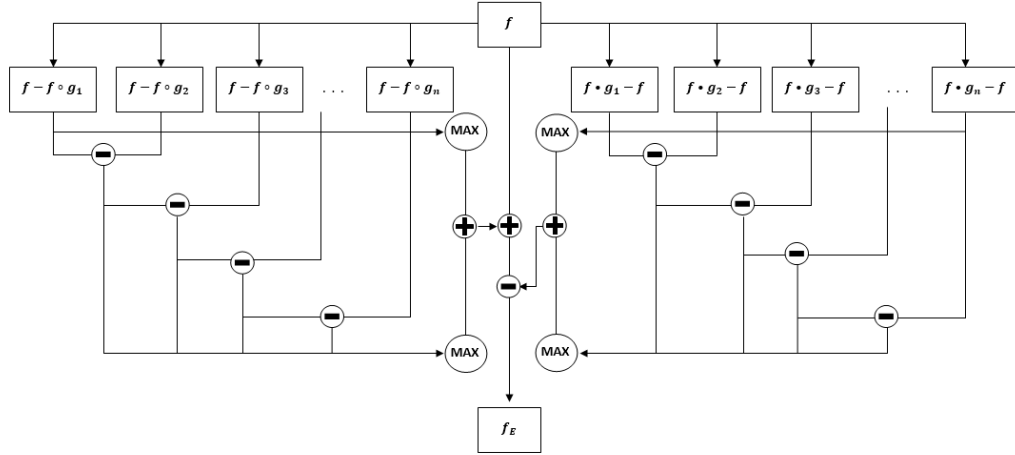 f
f − f ∘ g₁
f − f ∘ g₂
f − f ∘ g₃
...
f − f ∘ gₙ
f • g₁ − f
f • g₂ − f
f • g₃ − f
...
f • gₙ − f
MAX
MAX
MAX
MAX
f_E